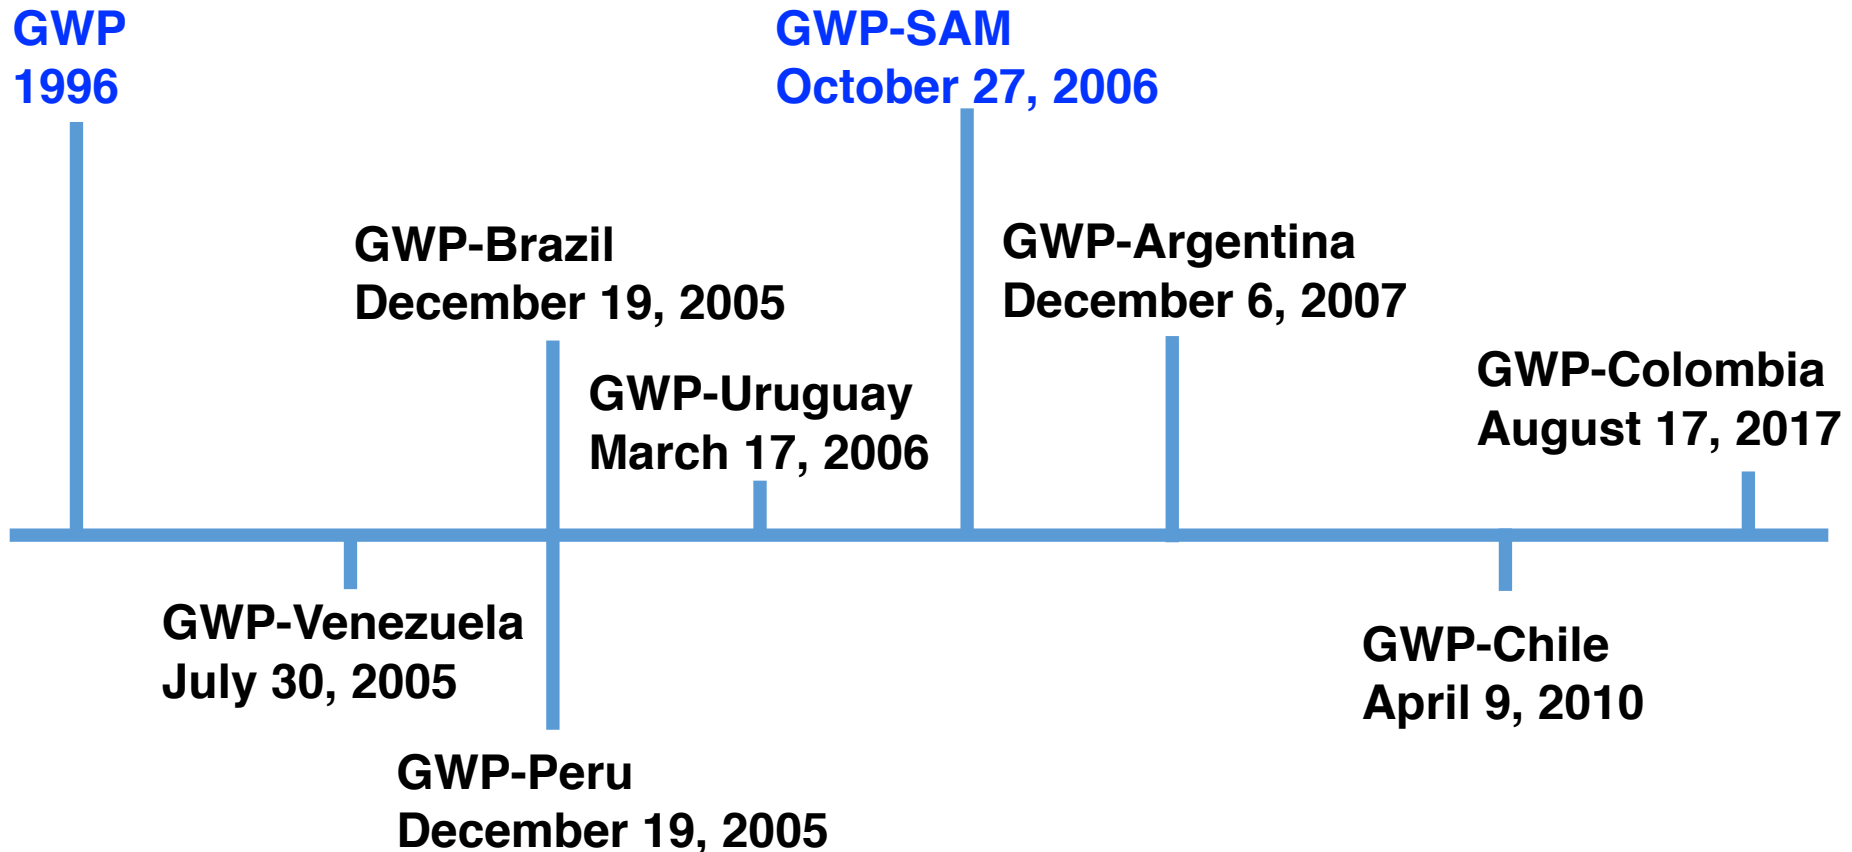 GWP
1996
GWP-SAM
October 27, 2006
GWP-Brazil
December 19, 2005
GWP-Argentina
December 6, 2007
GWP-Uruguay
March 17, 2006
GWP-Colombia
August 17, 2017
GWP-Venezuela
July 30, 2005
GWP-Chile
April 9, 2010
GWP-Peru
December 19, 2005